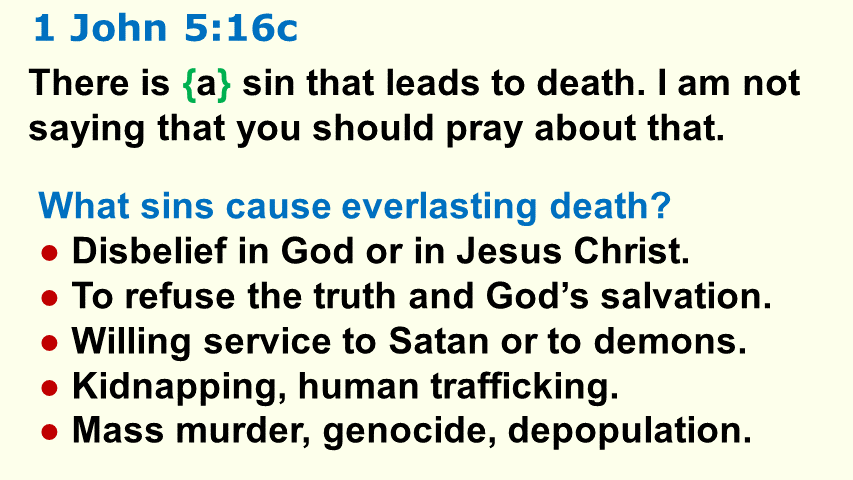 1 John 5:16c
There is {a} sin that leads to death. I am not
saying that you should pray about that.
What sins cause everlasting death?
● Disbelief in God or in Jesus Christ.
● To refuse the truth and God’s salvation.
● Willing service to Satan or to demons.
● Kidnapping, human trafficking.
● Mass murder, genocide, depopulation.